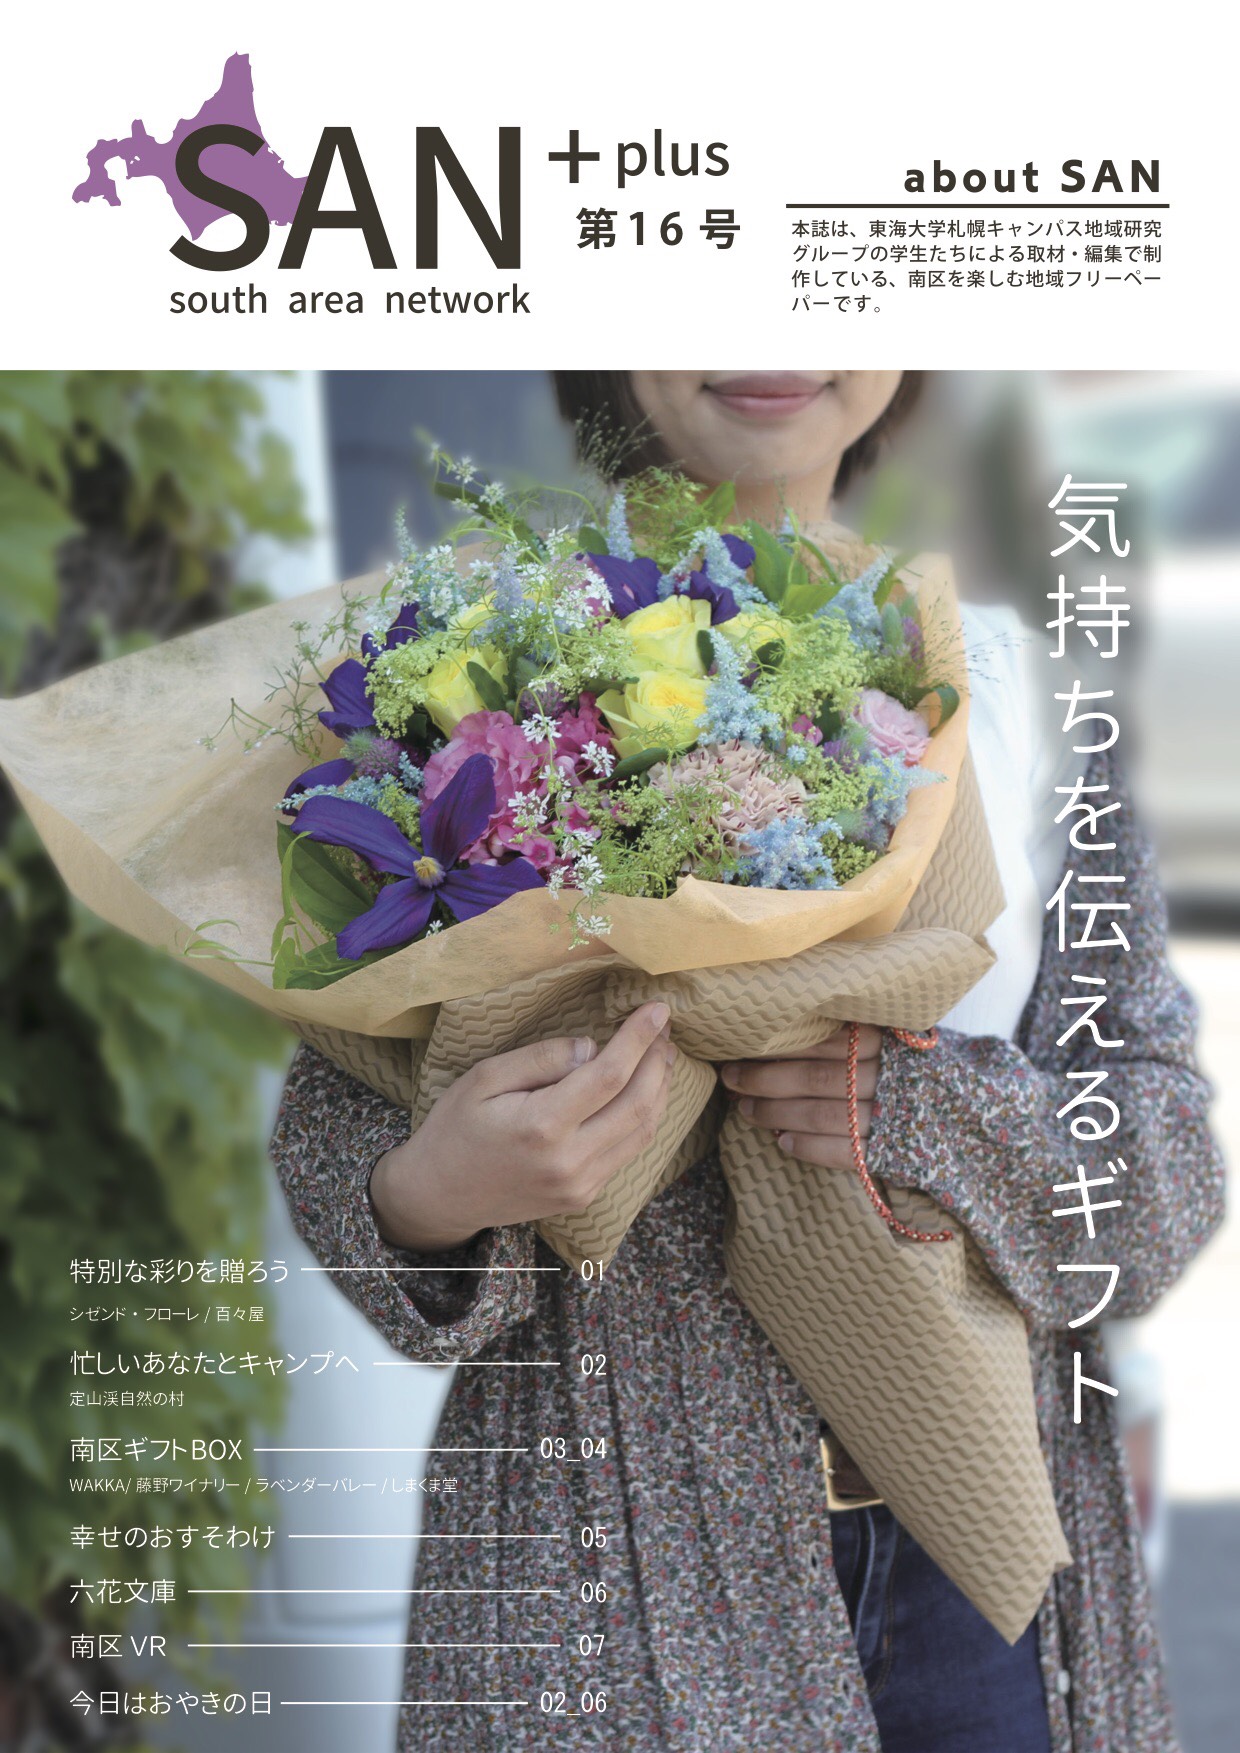 SAN
+plus
第16号
south area network
about SAN
本誌は、東海大学札幌キャンパス地域研究
グループの学生たちによる取材・編集で制
作している、南区を楽しむ地域フリーペー
パーです。
気持ちを伝えるギフト
特別な彩りを贈ろう 01
シゼンド・フローレ / 百々屋
忙しいあなたとキャンプへ 02
定山渓自然の村
南区ギフトBOX 03_04
WAKKA/ 藤野ワイナリー / ラベンダーバレー / しまくま堂
幸せのおすそわけ 05
六花文庫 06
南区 VR 07
今日はおやきの日 02_06